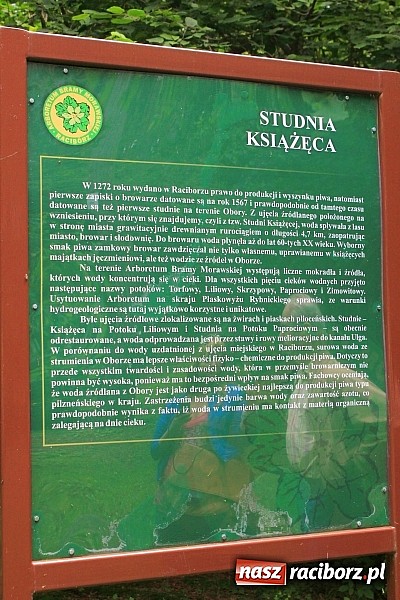 ARBORETUM BRAMY MORAWSKIEJ
RACIBÓRZ
STUDNIA
KSIĄŻĘCA
W 1272 roku wydano w Raciborzu prawo do produkcji i wyszynku piwa, natomiast
pierwsze zapiski o browarze datowane są na rok 1567 i prawdopodobnie od tamtego czasu
datowane są też pierwsze studnie na terenie Obory. Z ujęcia źródlanego położonego na
wzniesieniu, przy którym się znajdujemy, czyli z tzw. Studni Książęcej, woda spływała z lasu
w stronę miasta grawitacyjnie drewnianym rurociągiem o długości 4,7 km, zaopatrując
miasto, browar i słodownię. Do browaru woda płynęła aż do lat 60-tych XX wieku. Wyborny
smak piwa zamkowy browar zawdzięczał nie tylko własnemu, uprawianemu w książęcych
majątkach jęczmieniowi, ale też wodzie ze źródeł w Oborze.
Na terenie Arboretum Bramy Morawskiej występują liczne mokradła i źródła,
których wody koncentrują się w cieki. Dla wszystkich pięciu cieków wodnych przyjęto
następujące nazwy potoków: Torfowy, Liliowy, Skrzypowy, Paprociowy i Zimowitowy.
Usytuowanie Arboretum na skraju Płaskowyżu Rybnickiego sprawia, że warunki
hydrogeologiczne są tutaj wyjątkowo korzystne i unikatowe.
Byłe ujęcia źródłowe zlokalizowane są na żwirach i piaskach plioceńskich. Studnie –
Książęca na Potoku Liliowym i Studnia na Potoku Paprociowym – są obecnie
odrestaurowane, a woda odprowadzana jest przez stawy i rowy melioracyjne do kanału Ulga.
W porównaniu do wody uzdatnionej z ujęć miejskiego w Raciborzu, surowa woda ze
strumienia w Oborze ma lepsze właściwości fizyko – chemiczne do produkcji piwa. Dotyczy to
przede wszystkim twardości i zasadowości wody, która w przemyśle browarniczym nie
powinna być wysoka, ponieważ ma to bezpośredni wpływ na smak piwa. Fachowcy oceniają,
że woda źródlana z Obory jest jako druga po żywieckiej najlepszą do produkcji piwa typu
pilzneńskiego w kraju. Zastrzeżenia budzi jedynie barwa wody oraz zawartość azotu, co
prawdopodobnie wynika z faktu, iż woda w strumieniu ma kontakt z materią organiczną
zalegającą na dnie cieku.
naszraciborz.pl